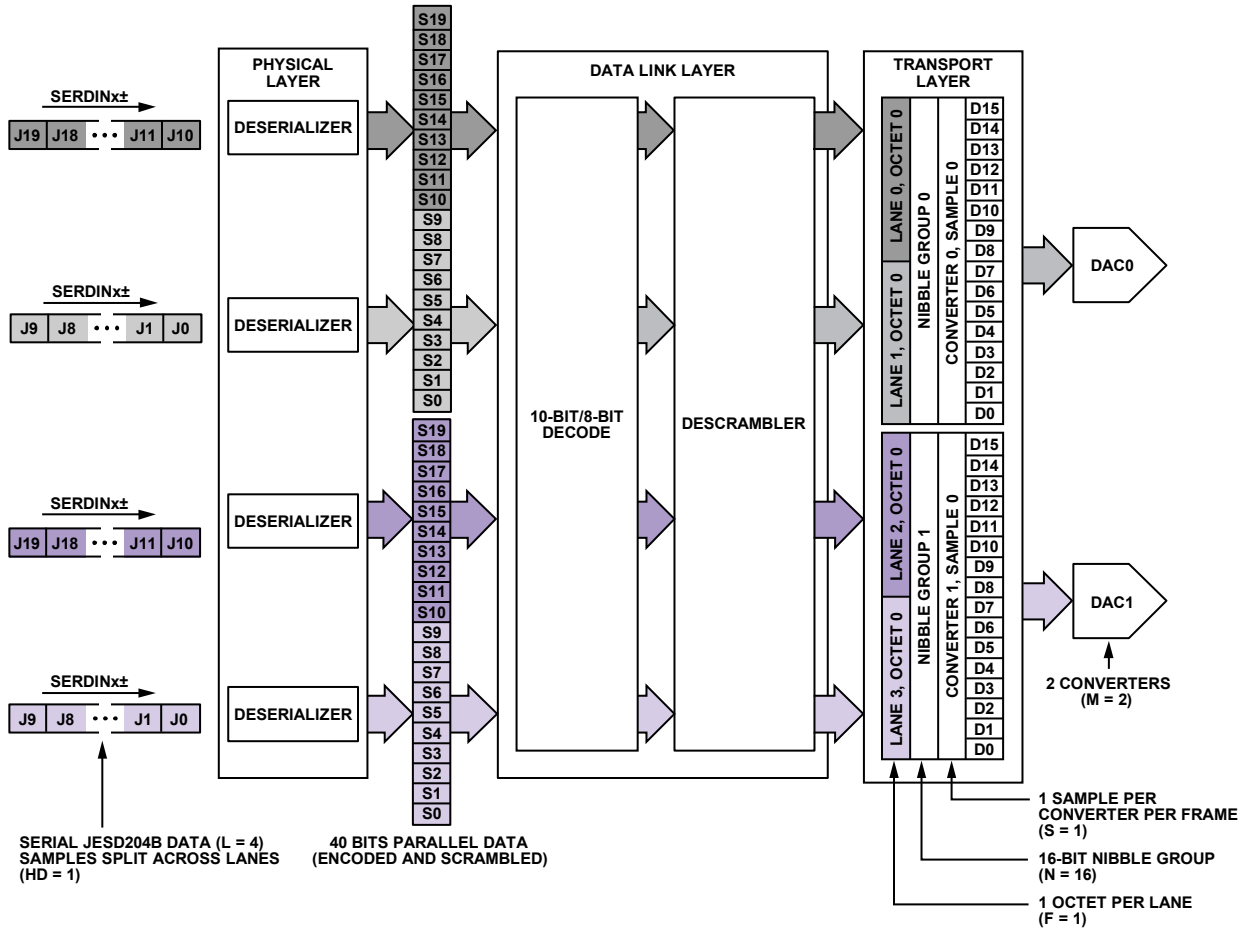 SERDINx±
J19 J18 ••• J11 J10
SERDINx±
J9 J8 ••• J1 J0
SERDINx±
J19 J18 ••• J11 J10
SERDINx±
J9 J8 ••• J1 J0
SERIAL JESD204B DATA (L = 4)
SAMPLES SPLIT ACROSS LANES
(HD = 1)
PHYSICAL
LAYER
DESERIALIZER
DESERIALIZER
DESERIALIZER
DESERIALIZER
S19
S18
S17
S16
S15
S14
S13
S12
S11
S10
S9
S8
S7
S6
S5
S4
S3
S2
S1
S0
S19
S18
S17
S16
S15
S14
S13
S12
S11
S10
S9
S8
S7
S6
S5
S4
S3
S2
S1
S0
40 BITS PARALLEL DATA
(ENCODED AND SCRAMBLED)
DATA LINK LAYER
10-BIT/8-BIT
DECODE
DESCRAMBLER
TRANSPORT
LAYER
LANE 0, OCTET 0
LANE 1, OCTET 0
NIBBLE GROUP 0
CONVERTER 0, SAMPLE 0
D15
D14
D13
D12
D11
D10
D9
D8
D7
D6
D5
D4
D3
D2
D1
D0
LANE 2, OCTET 0
LANE 3, OCTET 0
NIBBLE GROUP 1
CONVERTER 1, SAMPLE 0
D15
D14
D13
D12
D11
D10
D9
D8
D7
D6
D5
D4
D3
D2
D1
D0
DAC0
DAC1
2 CONVERTERS
(M = 2)
1 SAMPLE PER
CONVERTER PER FRAME
(S = 1)
16-BIT NIBBLE GROUP
(N = 16)
1 OCTET PER LANE
(F = 1)